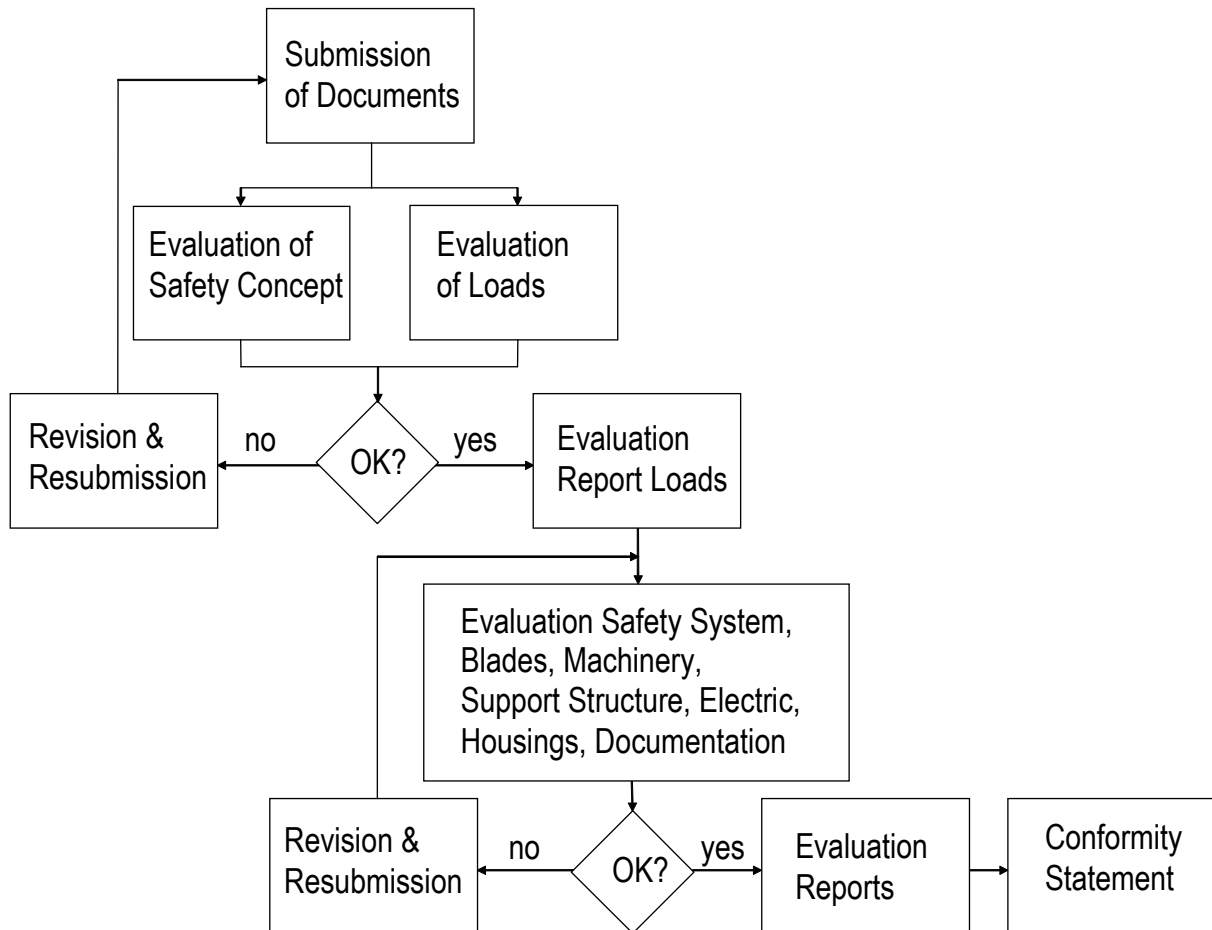 Submission
of Documents
Evaluation of
Safety Concept
Evaluation
of Loads
Revision &
Resubmission
no
OK?
yes
Evaluation
Report Loads
Evaluation Safety System,
Blades, Machinery,
Support Structure, Electric,
Housings, Documentation
Revision &
Resubmission
no
OK?
yes
Evaluation
Reports
Conformity
Statement